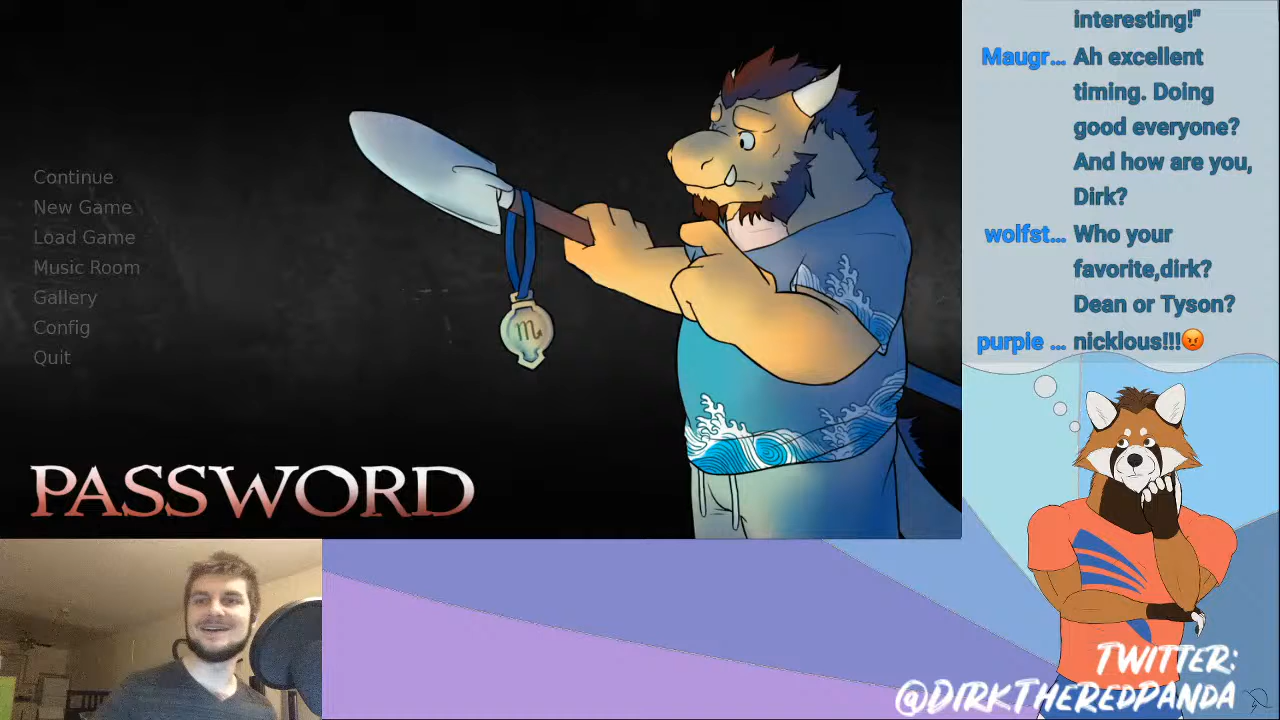 Continue
New Game
Load Game
Music Room
Gallery
Config
Quit
PASSWORD
♏
interesting!"
Maugr... Ah excellent
timing. Doing
good everyone?
And how are you,
Dirk?
wolfst... Who your
favorite,dirk?
Dean or Tyson?
purpie ... nicklous!!!😡
TWITTER:
@DIRKTHEREDPANDA